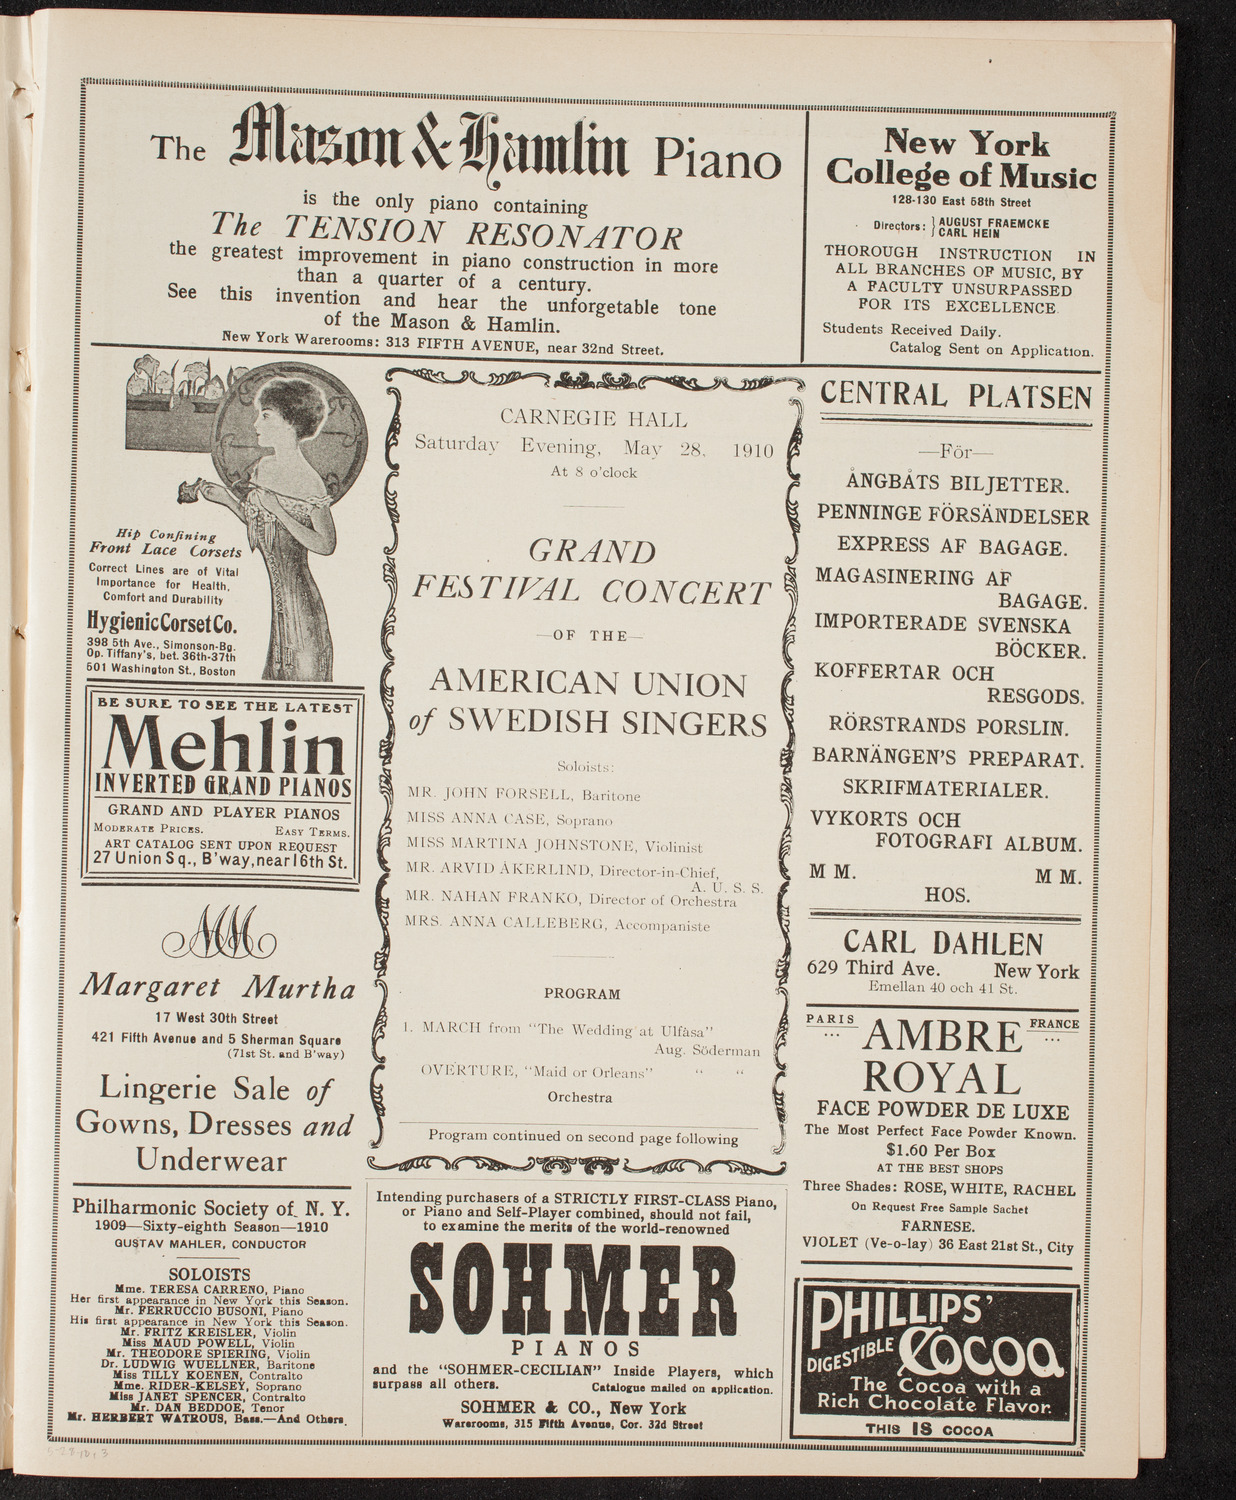 The Mason & Hamlin Piano
is the only piano containing
The TENSION RESONATOR
the greatest improvement in piano construction in more
than a quarter of a century.
See this invention and hear the unforgetable tone
of the Mason & Hamlin.
New York Warerooms: 313 FIFTH AVENUE, near 32nd Street.
New York
College of Music
128-130 East 58th Street
Directors: } AUGUST FRAEMCKE
CARL HEIN
THOROUGH INSTRUCTION IN
ALL BRANCHES OF MUSIC, BY
A FACULTY UNSURPASSED
FOR ITS EXCELLENCE.
Students Received Daily.
Catalog Sent on Application.
Hip Confining
Front Lace Corsets
Correct Lines are of Vital
Importance for Health,
Comfort and Durability
Hygienic Corset Co.
398 5th Ave., Simonson-Bg.
Op. Tiffany's, bet. 36th-37th
501 Washington St., Boston
BE SURE TO SEE THE LATEST
Mehlin
INVERTED GRAND PIANOS
GRAND AND PLAYER PIANOS
MODERATE PRICES. EASY TERMS.
ART CATALOG SENT UPON REQUEST
27 Union Sq., B'way, near 16th St.
MM
Margaret Murtha
17 West 30th Street
421 Fifth Avenue and 5 Sherman Square
(71st St. and B'way)
Lingerie Sale of
Gowns, Dresses and
Underwear
Philharmonic Society of N. Y.
1909—Sixty-eighth Season—1910
GUSTAV MAHLER, CONDUCTOR
SOLOISTS
Mme. TERESA CARRENO, Piano
Her first appearance in New York this Season.
Mr. FERRUCCIO BUSONI, Piano
His first appearance in New York this Season.
Mr. FRITZ KREISLER, Violin
Miss MAUD POWELL, Violin
Mr. THEODORE SPIERING, Violin
Dr. LUDWIG WUELLNER, Baritone
Miss TILLY KOENEN, Contralto
Mme. RIDER-KELSEY, Soprano
Miss JANET SPENCER, Contralto
Mr. DAN BEDDOE, Tenor
Mr. HERBERT WATROUS, Bass.—And Others.
CARNEGIE HALL
Saturday Evening, May 28, 1910
At 8 o'clock
GRAND
FESTIVAL CONCERT
—OF THE—
AMERICAN UNION
of SWEDISH SINGERS
Soloists:
MR. JOHN FORSELL, Baritone
MISS ANNA CASE, Soprano
MISS MARTINA JOHNSTONE, Violinist
MR. ARVID ÅKERLIND, Director-in-Chief,
A. U. S. S.
MR. NAHAN FRANKO, Director of Orchestra
MRS. ANNA CALLEBERG, Accompaniste
PROGRAM
1. MARCH from "The Wedding at Ulfåsa"
Aug. Söderman
OVERTURE, "Maid or Orleans" " "
Orchestra
Program continued on second page following
Intending purchasers of a STRICTLY FIRST-CLASS Piano,
or Piano and Self-Player combined, should not fail,
to examine the merits of the world-renowned
SOHMER
PIANOS
and the "SOHMER-CECILIAN" Inside Players, which
surpass all others. Catalogue mailed on application.
SOHMER & CO., New York
Warerooms, 315 Fifth Avenue, Cor. 32d Street
CENTRAL PLATSEN
—För—
ÅNGBÅTS BILJETTER.
PENNINGE FÖRSÄNDELSER
EXPRESS AF BAGAGE.
MAGASINERING AF
BAGAGE.
IMPORTERADE SVENSKA
BÖCKER.
KOFFERTAR OCH
RESGODS.
RÖRSTRANDS PORSLIN.
BARNÄNGEN'S PREPARAT.
SKRIFMATERIALER.
VYKORTS OCH
FOTOGRAFI ALBUM.
M M. M M.
HOS.
CARL DAHLEN
629 Third Ave. New York
Emellan 40 och 41 St.
PARIS AMBRE FRANCE
ROYAL
FACE POWDER DE LUXE
The Most Perfect Face Powder Known.
$1.60 Per Box
AT THE BEST SHOPS
Three Shades: ROSE, WHITE, RACHEL
On Request Free Sample Sachet
FARNESE.
VIOLET (Ve-o-lay) 36 East 21st St., City
PHILLIPS'
DIGESTIBLE COCOA
The Cocoa with a
Rich Chocolate Flavor.
THIS IS COCOA